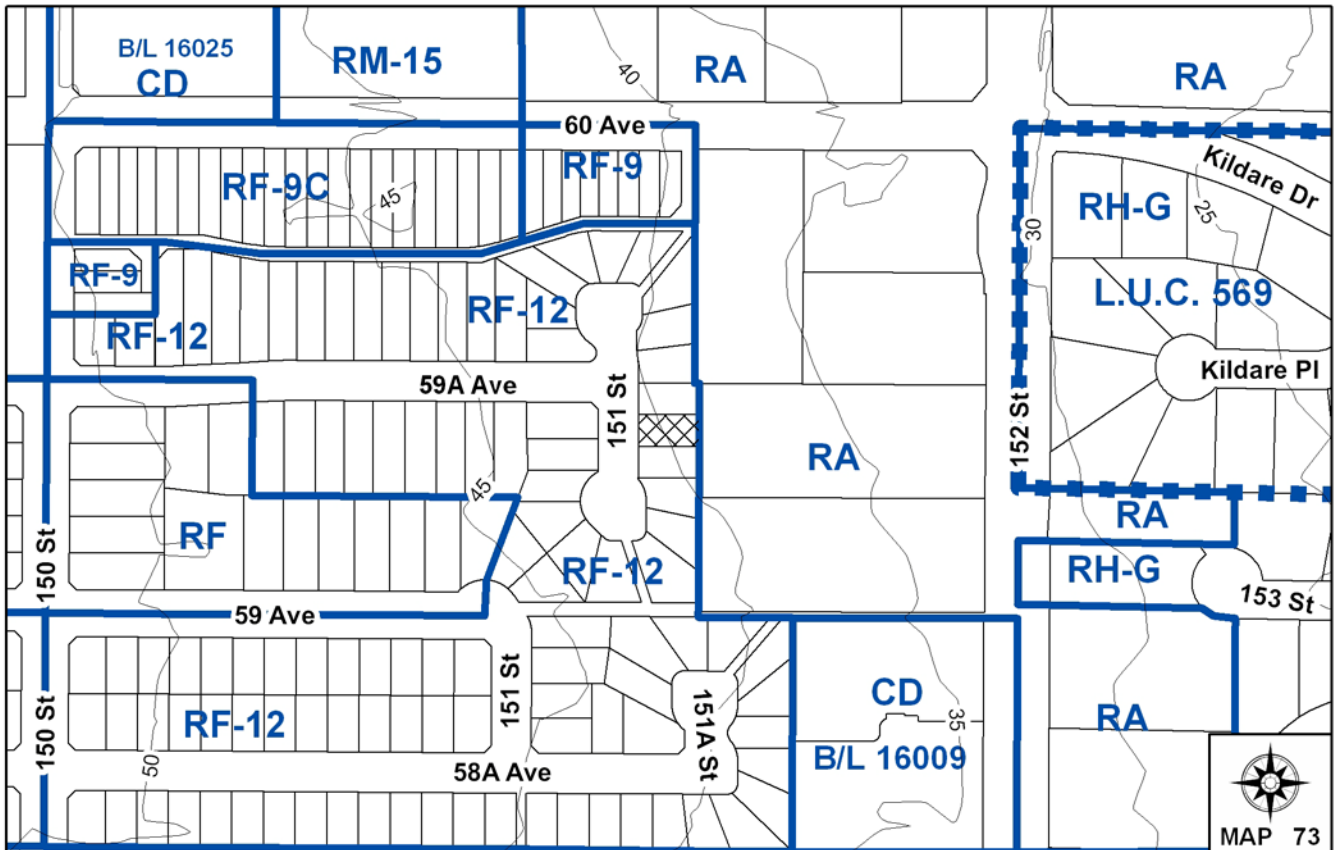 B/L 16025
CD
RM-15
40
RA
RA
60 Ave
RF-9C
45
RF-9
Kildare Dr
RH-G
25
30
RF-9
RF-12
RF-12
L.U.C. 569
Kildare Pl
59A Ave
151 St
152 St
RA
45
RF
150 St
RF-12
RA
RH-G
153 St
59 Ave
150 St
RF-12
151 St
151A St
CD
35
B/L 16009
RA
50
58A Ave
MAP 73